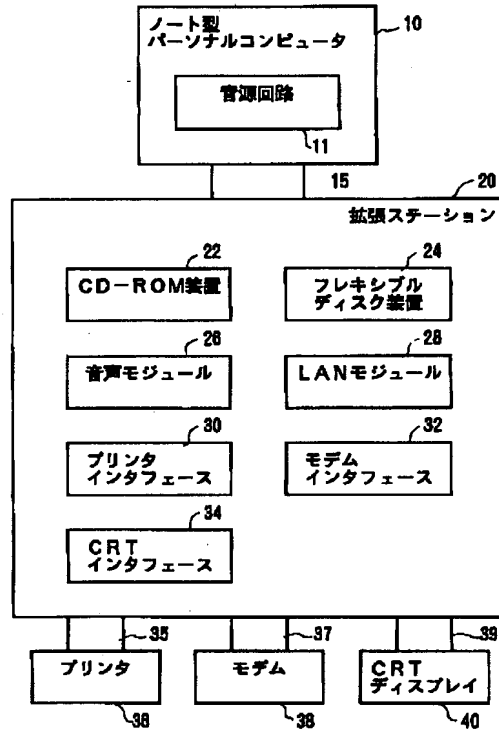 ノート型
パーソナルコンピュータ
10
音源回路
11
15
20
拡張ステーション
22
CD-ROM装置
24
フレキシブル
ディスク装置
26
音声モジュール
28
LANモジュール
30
プリンタ
インタフェース
32
モデム
インタフェース
34
CRT
インタフェース
35
37
39
プリンタ
36
モデム
38
CRT
ディスプレイ
40